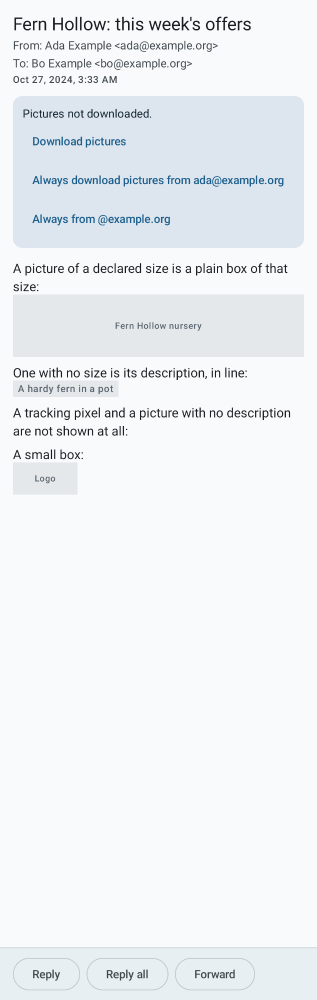 Fern Hollow: this week's offers
From: Ada Example <ada@example.org>
To: Bo Example <bo@example.org>
Oct 27, 2024, 3:33 AM
Pictures not downloaded.
Download pictures
Always download pictures from ada@example.org
Always from @example.org
A picture of a declared size is a plain box of that
size:
Fern Hollow nursery
One with no size is its description, in line:
A hardy fern in a pot
A tracking pixel and a picture with no description
are not shown at all:
A small box:
Logo
Reply
Reply all
Forward